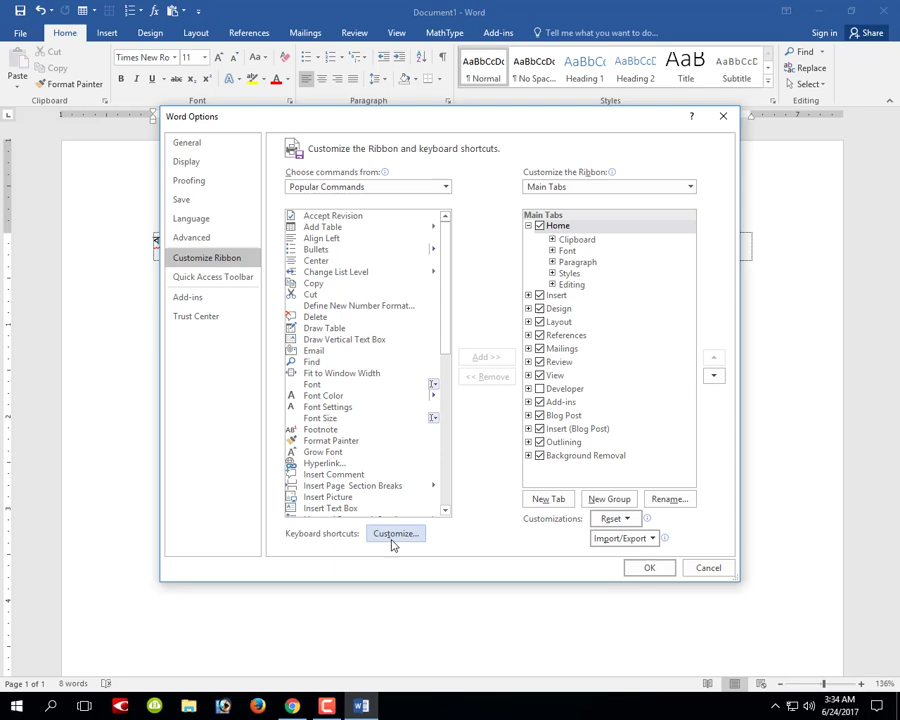 Document1 - Word
File Home Insert Design Layout References Mailings Review View MathType Add-ins Tell me what you want to do... Sign in Share
Paste
Cut
Copy
Format Painter
Times New Ro 11
AaBbCcDc AaBbCcDc AaBbCc AaBbCcD AaB AaBbCcD
¶ Normal ¶ No Spac... Heading 1 Heading 2 Title Subtitle
Find
Replace
Select
Clipboard Font Paragraph Styles Editing
Word Options
General
Display
Proofing
Save
Language
Advanced
Customize Ribbon
Quick Access Toolbar
Add-ins
Trust Center
Customize the Ribbon and keyboard shortcuts.
Choose commands from:
Popular Commands
Accept Revision
Add Table
Align Left
Bullets
Center
Change List Level
Copy
Cut
Define New Number Format...
Delete
Draw Table
Draw Vertical Text Box
Email
Find
Fit to Window Width
Font
Font Color
Font Settings
Font Size
Footnote
Format Painter
Grow Font
Hyperlink...
Insert Comment
Insert Page Section Breaks
Insert Picture
Insert Text Box
Keyboard shortcuts: Customize...
Add >>
<< Remove
Customize the Ribbon:
Main Tabs
Main Tabs
Home
Clipboard
Font
Paragraph
Styles
Editing
Insert
Design
Layout
References
Mailings
Review
View
Developer
Add-ins
Blog Post
Insert (Blog Post)
Outlining
Background Removal
New Tab New Group Rename...
Customizations: Reset
Import/Export
OK Cancel
Page 1 of 1 8 words 136%
3:34 AM
6/24/2017